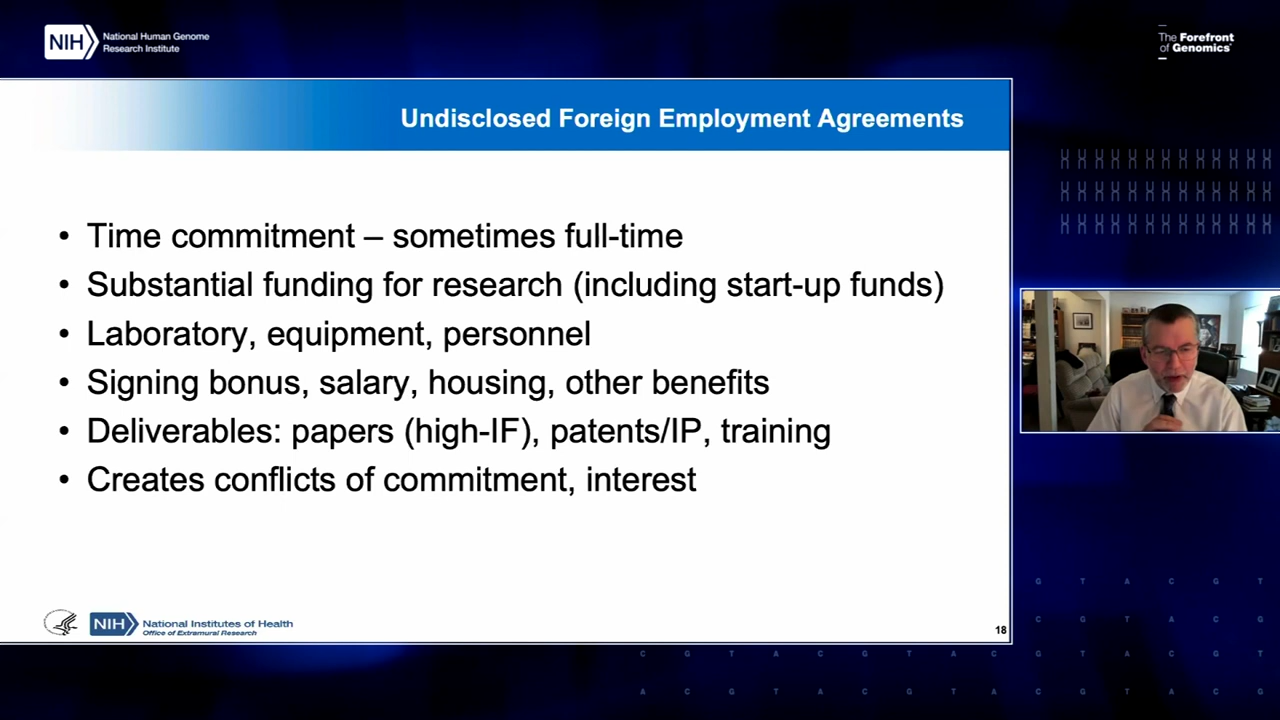 NIH
National Human Genome
Research Institute
The Forefront
of Genomics
Undisclosed Foreign Employment Agreements
• Time commitment – sometimes full-time
• Substantial funding for research (including start-up funds)
• Laboratory, equipment, personnel
• Signing bonus, salary, housing, other benefits
• Deliverables: papers (high-IF), patents/IP, training
• Creates conflicts of commitment, interest
NIH
National Institutes of Health
Office of Extramural Research
18
G T A C G T
C G T A C G
C G T A C G T A C G T A C G T
A C G T A C G T A C G T A C G